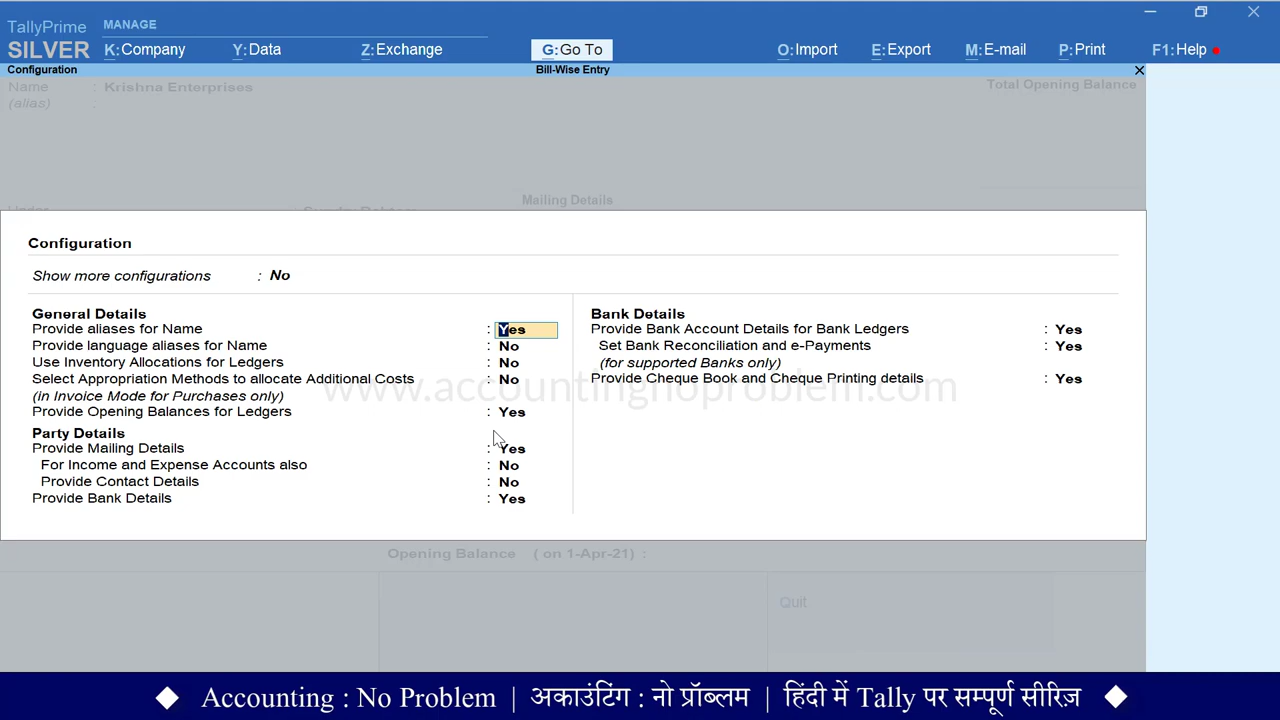 TallyPrime
MANAGE
SILVER
K:Company
Y:Data
Z:Exchange
G:Go To
O:Import
E:Export
M:E-mail
P:Print
F1:Help
Configuration
Bill-Wise Entry
Name : Krishna Enterprises
Total Opening Balance
(alias) :
Mailing Details
Configuration
Show more configurations : No
General Details
Provide aliases for Name : Yes
Provide language aliases for Name : No
Use Inventory Allocations for Ledgers : No
Select Appropriation Methods to allocate Additional Costs : No
(in Invoice Mode for Purchases only)
Provide Opening Balances for Ledgers : Yes
Party Details
Provide Mailing Details : Yes
For Income and Expense Accounts also : No
Provide Contact Details : No
Provide Bank Details : Yes
Bank Details
Provide Bank Account Details for Bank Ledgers : Yes
Set Bank Reconciliation and e-Payments : Yes
(for supported Banks only)
Provide Cheque Book and Cheque Printing details : Yes
www.accountingnoproblem.com
Opening Balance ( on 1-Apr-21) :
Quit
Accounting : No Problem | अकाउंटिंग : नो प्रॉब्लम | हिंदी में Tally पर सम्पूर्ण सीरिज़